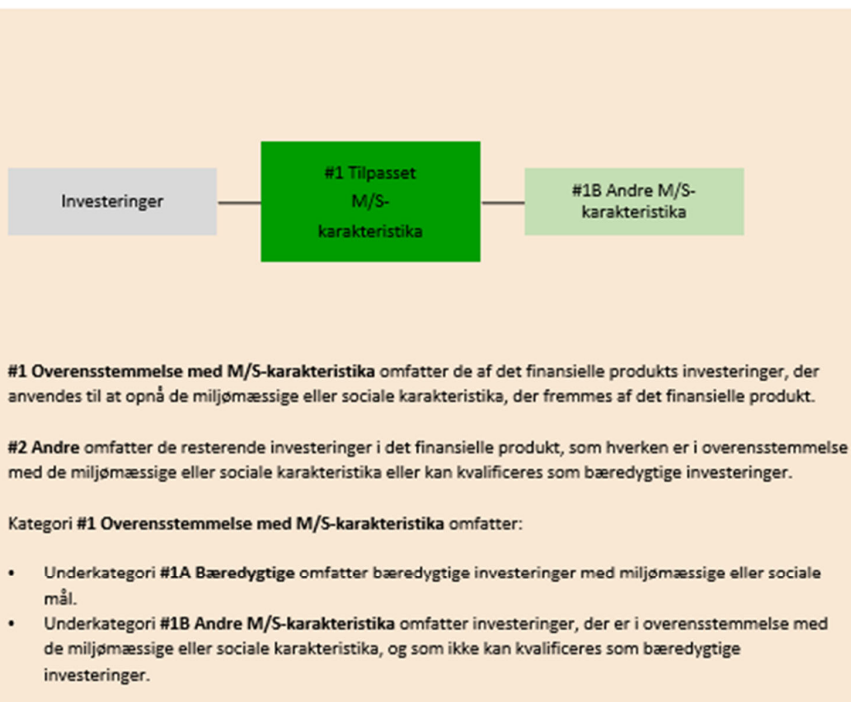 Investeringer
#1 Tilpasset
M/S-
karakteristika
#1B Andre M/S-
karakteristika
#1 Overensstemmelse med M/S-karakteristika omfatter de af det finansielle produkts investeringer, der
anvendes til at opnå de miljømæssige eller sociale karakteristika, der fremmes af det finansielle produkt.
#2 Andre omfatter de resterende investeringer i det finansielle produkt, som hverken er i overensstemmelse
med de miljømæssige eller sociale karakteristika eller kan kvalificeres som bæredygtige investeringer.
Kategori #1 Overensstemmelse med M/S-karakteristika omfatter:
• Underkategori #1A Bæredygtige omfatter bæredygtige investeringer med miljømæssige eller sociale
mål.
• Underkategori #1B Andre M/S-karakteristika omfatter investeringer, der er i overensstemmelse med
de miljømæssige eller sociale karakteristika, og som ikke kan kvalificeres som bæredygtige
investeringer.